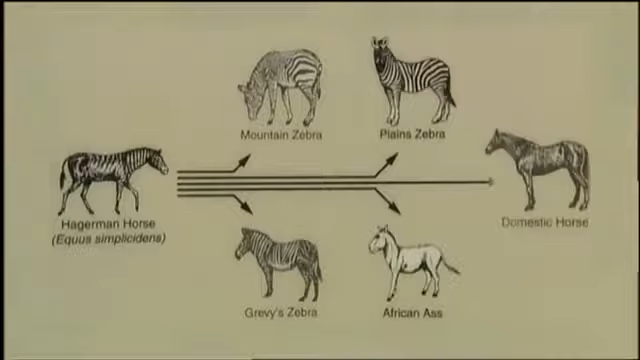 Mountain Zebra
Plains Zebra
Hagerman Horse
(Equus simplicidens)
Domestic Horse
Grevy's Zebra
African Ass